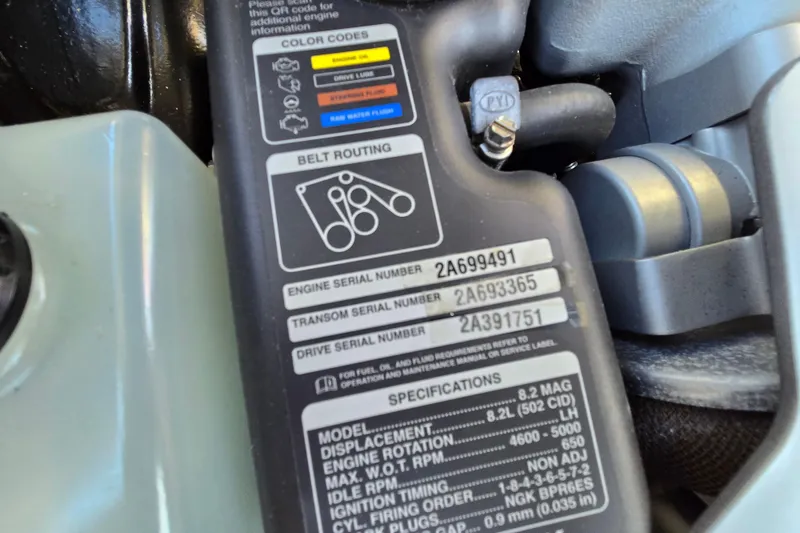 Please scan
this QR code for
additional engine
information
COLOR CODES
ENGINE OIL
DRIVE LUBE
STEERING FLUID
RAW WATER FLUSH
PYI
BELT ROUTING
ENGINE SERIAL NUMBER 2A699491
TRANSOM SERIAL NUMBER 2A693365
DRIVE SERIAL NUMBER 2A391751
FOR FUEL, OIL, AND FLUID REQUIREMENTS REFER TO
OPERATION AND MAINTENANCE MANUAL OR SERVICE LABEL.
SPECIFICATIONS
MODEL 8.2 MAG
DISPLACEMENT 8.2L (502 CID)
ENGINE ROTATION LH
MAX. W.O.T. RPM 4600 - 5000
IDLE RPM 650
IGNITION TIMING NON ADJ
CYL. FIRING ORDER 1-8-4-3-6-5-7-2
PLUGS NGK BPR6ES
GAP 0.9 mm (0.035 in)